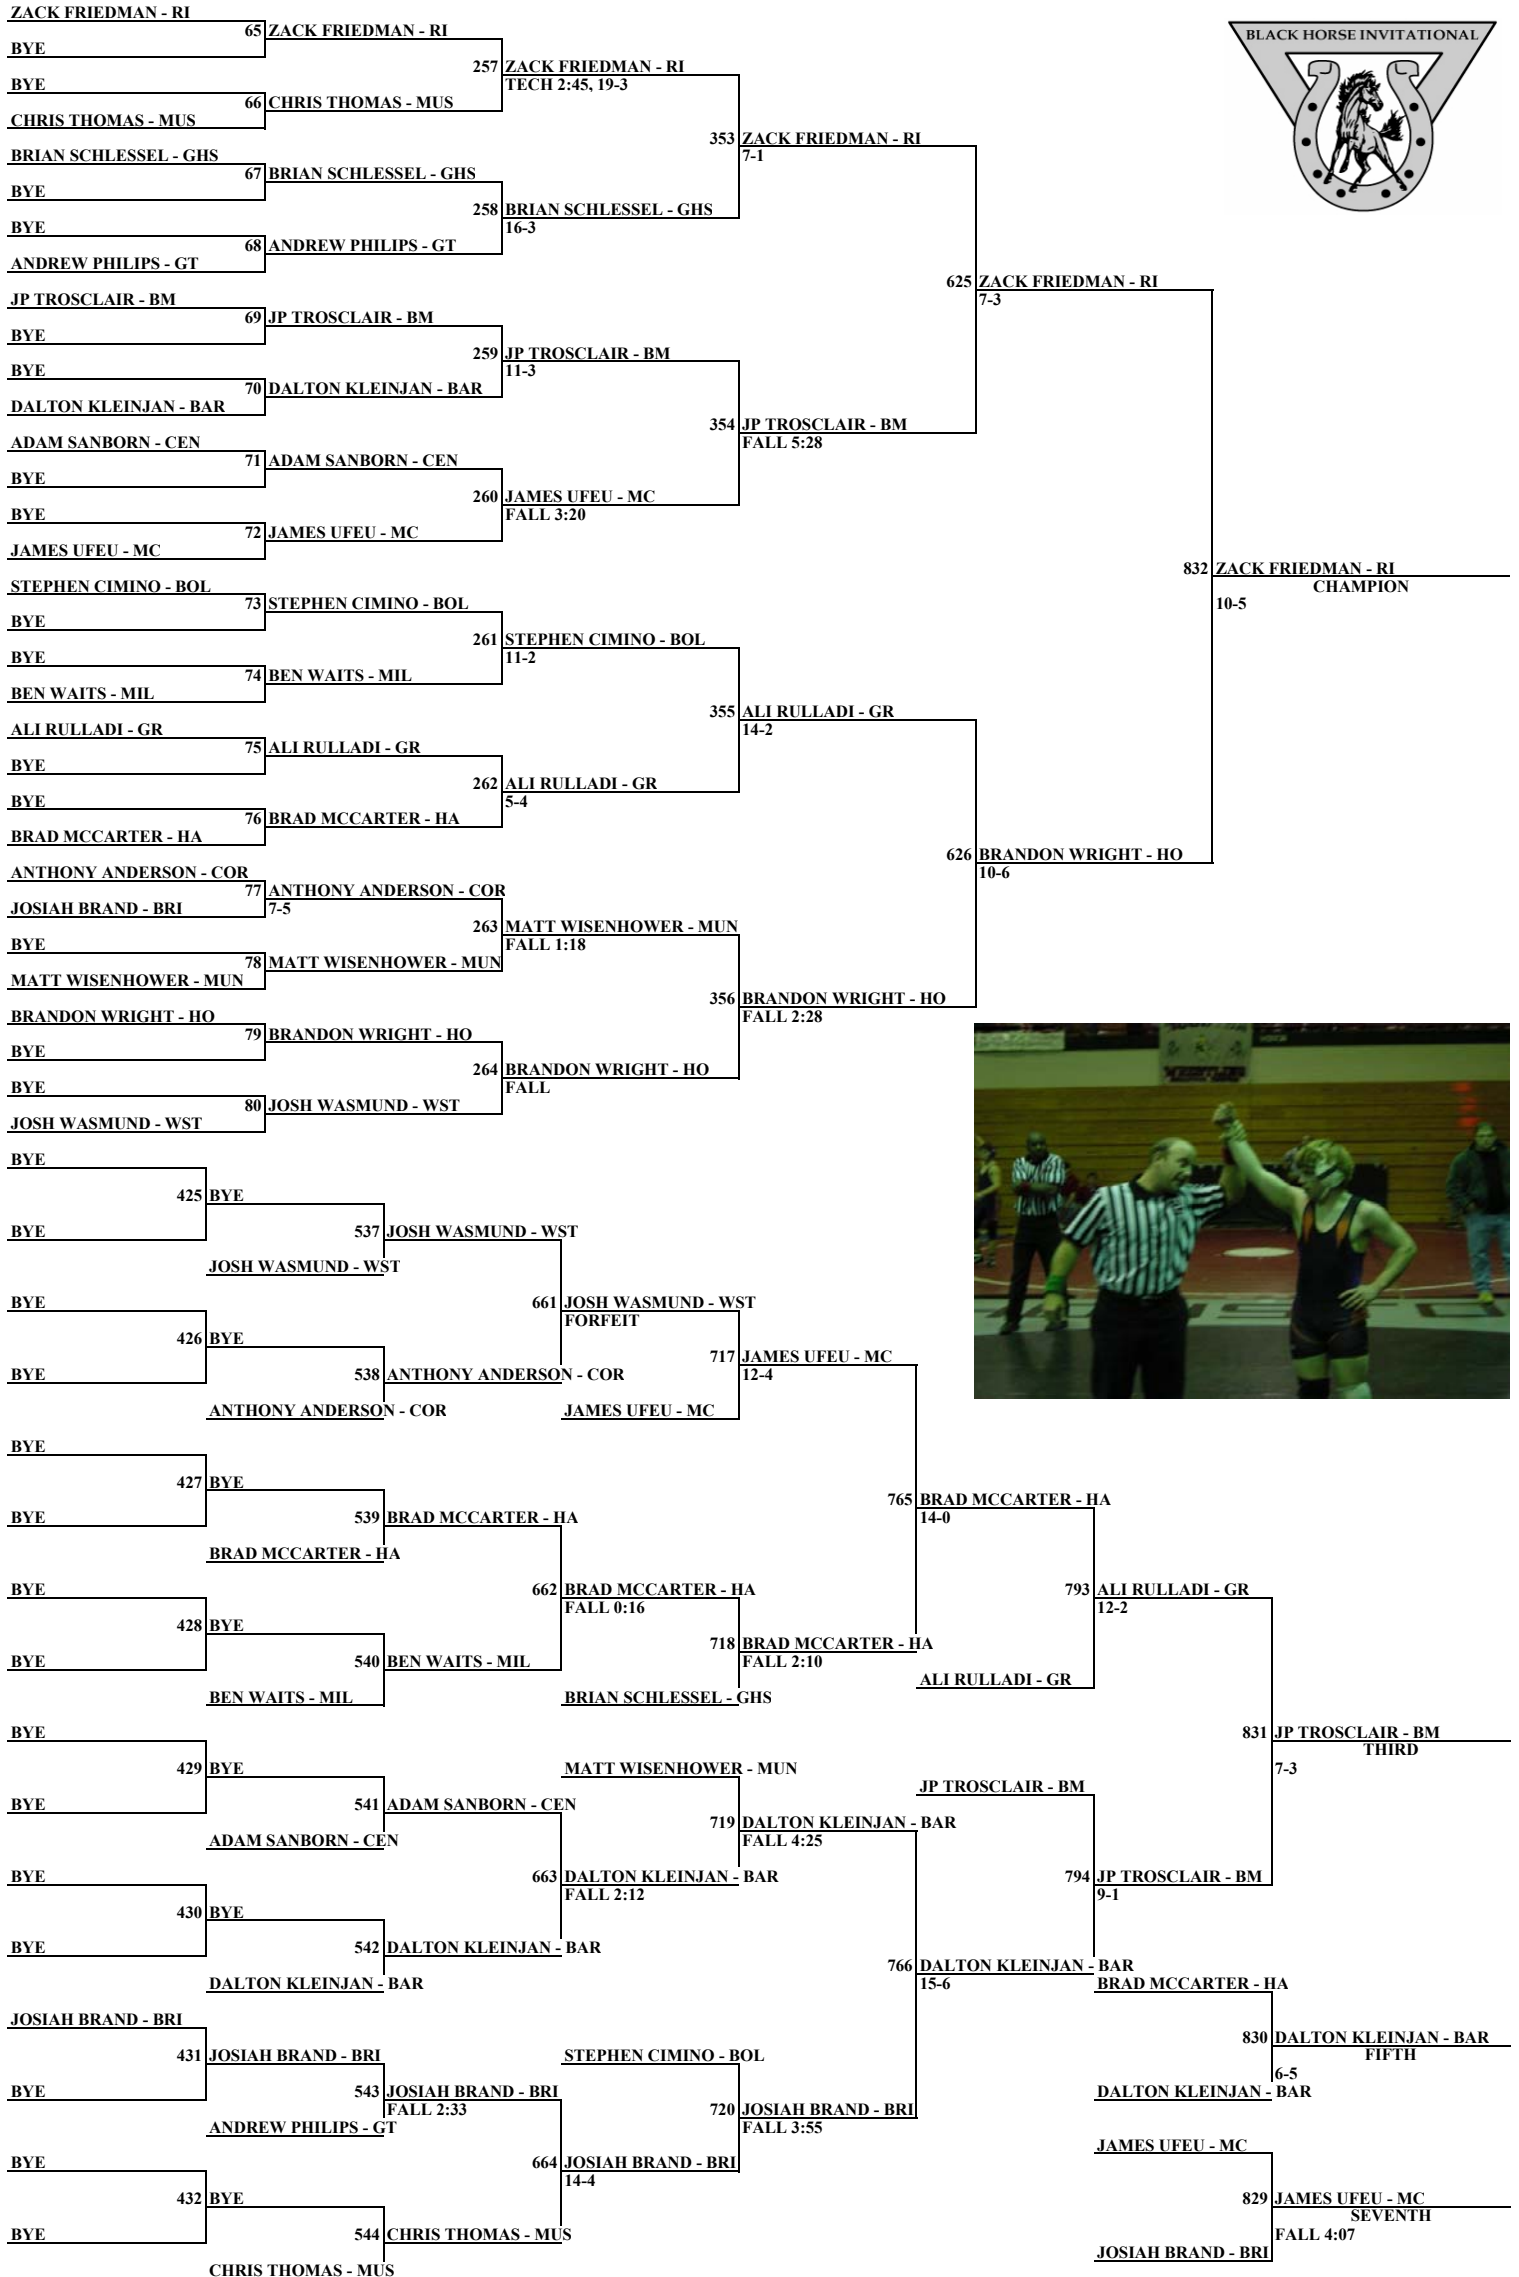 ZACK FRIEDMAN - RI
65 ZACK FRIEDMAN - RI
BYE
257 ZACK FRIEDMAN - RI
TECH 2:45, 19-3
BYE
66 CHRIS THOMAS - MUS
CHRIS THOMAS - MUS
353 ZACK FRIEDMAN - RI
7-1
BRIAN SCHLESSEL - GHS
67 BRIAN SCHLESSEL - GHS
BYE
258 BRIAN SCHLESSEL - GHS
16-3
BYE
68 ANDREW PHILIPS - GT
ANDREW PHILIPS - GT
625 ZACK FRIEDMAN - RI
7-3
JP TROSCLAIR - BM
69 JP TROSCLAIR - BM
BYE
259 JP TROSCLAIR - BM
11-3
BYE
70 DALTON KLEINJAN - BAR
DALTON KLEINJAN - BAR
354 JP TROSCLAIR - BM
FALL 5:28
ADAM SANBORN - CEN
71 ADAM SANBORN - CEN
BYE
260 JAMES UFEU - MC
FALL 3:20
BYE
72 JAMES UFEU - MC
JAMES UFEU - MC
832 ZACK FRIEDMAN - RI
CHAMPION
10-5
STEPHEN CIMINO - BOL
73 STEPHEN CIMINO - BOL
BYE
261 STEPHEN CIMINO - BOL
11-2
BYE
74 BEN WAITS - MIL
BEN WAITS - MIL
355 ALI RULLADI - GR
14-2
ALI RULLADI - GR
75 ALI RULLADI - GR
BYE
262 ALI RULLADI - GR
5-4
BYE
76 BRAD MCCARTER - HA
BRAD MCCARTER - HA
626 BRANDON WRIGHT - HO
10-6
ANTHONY ANDERSON - COR
77 ANTHONY ANDERSON - COR
7-5
JOSIAH BRAND - BRI
263 MATT WISENHOWER - MUN
FALL 1:18
BYE
78 MATT WISENHOWER - MUN
MATT WISENHOWER - MUN
356 BRANDON WRIGHT - HO
FALL 2:28
BRANDON WRIGHT - HO
79 BRANDON WRIGHT - HO
BYE
264 BRANDON WRIGHT - HO
FALL
BYE
80 JOSH WASMUND - WST
JOSH WASMUND - WST
BLACK HORSE INVITATIONAL
BYE
425 BYE
BYE
537 JOSH WASMUND - WST
JOSH WASMUND - WST
BYE
661 JOSH WASMUND - WST
FORFEIT
426 BYE
BYE
538 ANTHONY ANDERSON - COR
ANTHONY ANDERSON - COR
717 JAMES UFEU - MC
12-4
JAMES UFEU - MC
BYE
427 BYE
BYE
539 BRAD MCCARTER - HA
BRAD MCCARTER - HA
765 BRAD MCCARTER - HA
14-0
BYE
662 BRAD MCCARTER - HA
FALL 0:16
428 BYE
BYE
540 BEN WAITS - MIL
BEN WAITS - MIL
718 BRAD MCCARTER - HA
FALL 2:10
BRIAN SCHLESSEL - GHS
793 ALI RULLADI - GR
12-2
ALI RULLADI - GR
831 JP TROSCLAIR - BM
THIRD
7-3
BYE
429 BYE
BYE
541 ADAM SANBORN - CEN
ADAM SANBORN - CEN
MATT WISENHOWER - MUN
719 DALTON KLEINJAN - BAR
FALL 4:25
JP TROSCLAIR - BM
BYE
663 DALTON KLEINJAN - BAR
FALL 2:12
794 JP TROSCLAIR - BM
9-1
430 BYE
BYE
542 DALTON KLEINJAN - BAR
DALTON KLEINJAN - BAR
766 DALTON KLEINJAN - BAR
15-6
BRAD MCCARTER - HA
830 DALTON KLEINJAN - BAR
FIFTH
6-5
DALTON KLEINJAN - BAR
JOSIAH BRAND - BRI
431 JOSIAH BRAND - BRI
BYE
543 JOSIAH BRAND - BRI
FALL 2:33
ANDREW PHILIPS - GT
STEPHEN CIMINO - BOL
720 JOSIAH BRAND - BRI
FALL 3:55
BYE
664 JOSIAH BRAND - BRI
14-4
432 BYE
BYE
544 CHRIS THOMAS - MUS
CHRIS THOMAS - MUS
JAMES UFEU - MC
829 JAMES UFEU - MC
SEVENTH
FALL 4:07
JOSIAH BRAND - BRI